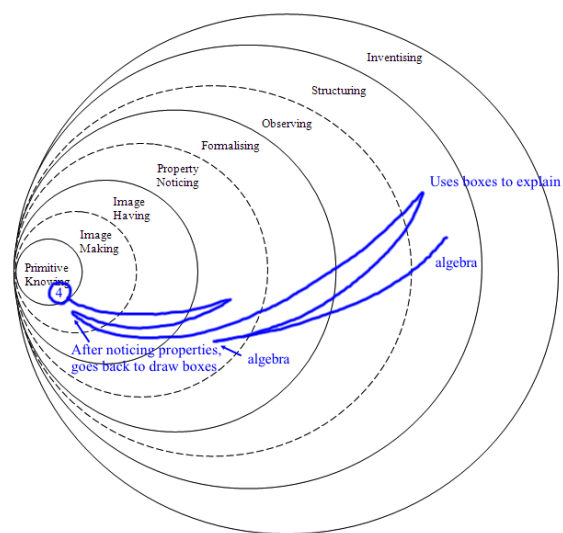 Inventising
Structuring
Observing
Formalising
Property
Noticing
Image
Having
Image
Making
Primitive
Knowing
4
Uses boxes to explain
algebra
After noticing properties,
goes back to draw boxes
algebra